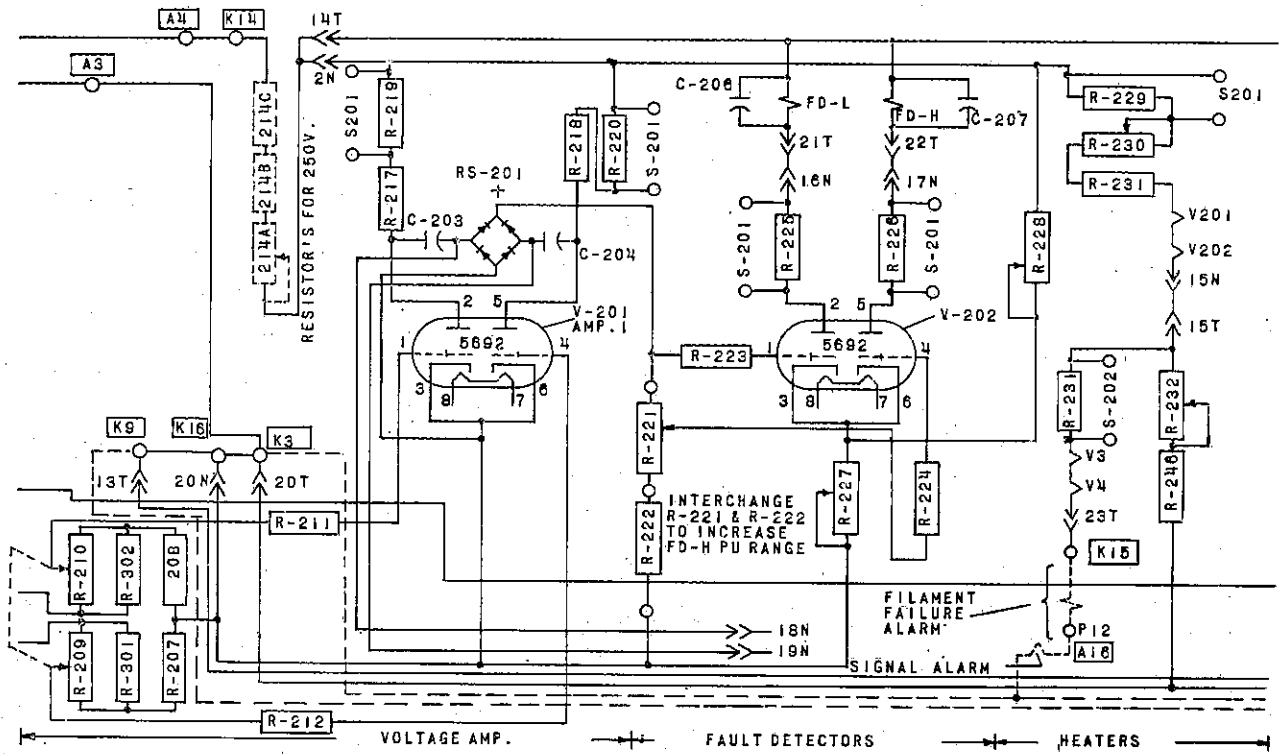 A4
K14
14T
A3
2N
S201
R-219
R-218
R-220
S-201
C-206
FD-L
FD-H
C-207
R-229
S201
R-230
R-231
214C
214B
214A
RESISTOR'S FOR 250V.
R-217
RS-201
C-203
C-204
21T
22T
16N
17N
S-201
R-225
R-226
S-201
R-228
V201
V202
15N
15T
2
5
V-201
AMP.1
5692
1
4
3
8
7
6
R-223
2
5
V-202
5692
1
4
3
8
7
6
R-231
S-202
R-232
R-221
R-222
R-227
R-224
R-246
V3
V4
23T
K9
K16
K3
13T
20N
20T
INTERCHANGE
R-221 & R-222
TO INCREASE
FD-H PU RANGE
R-211
R-210
R-302
208
K15
FILAMENT
FAILURE
ALARM
P12
A16
R-209
R-301
R-207
18N
19N
SIGNAL ALARM
R-212
VOLTAGE AMP.
FAULT DETECTORS
HEATERS